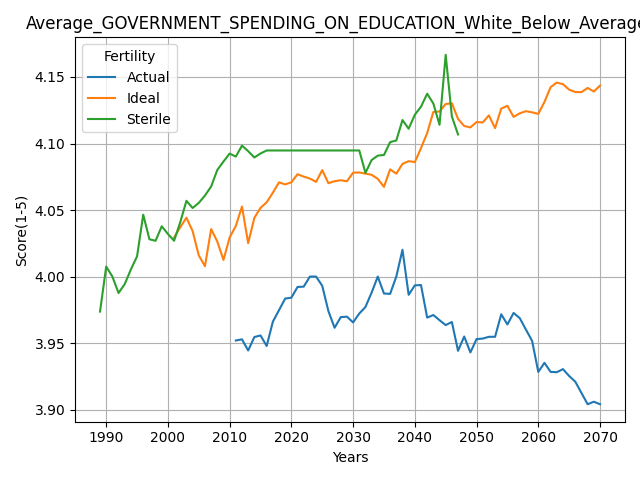 Average_GOVERNMENT_SPENDING_ON_EDUCATION_White_Below_Average
Fertility
Actual
Ideal
Sterile
Score(1-5)
4.15
4.10
4.05
4.00
3.95
3.90
1990 2000 2010 2020 2030 2040 2050 2060 2070
Years